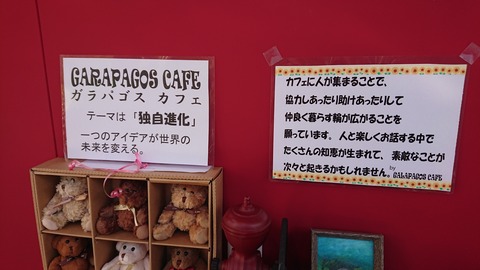 GARAPAGOS CAFE
ガラパゴス カフェ
テーマは「独自進化」
一つのアイデアが世界の
未来を変える。
カフェに人が集まることで、
協力しあったり助けあったりして
仲良く暮らす輪が広がることを
願っています。人と楽しくお話する中で
たくさんの知恵が生まれて、素敵なことが
次々と起きるかもしれません。by GALAPAGOS CAFE